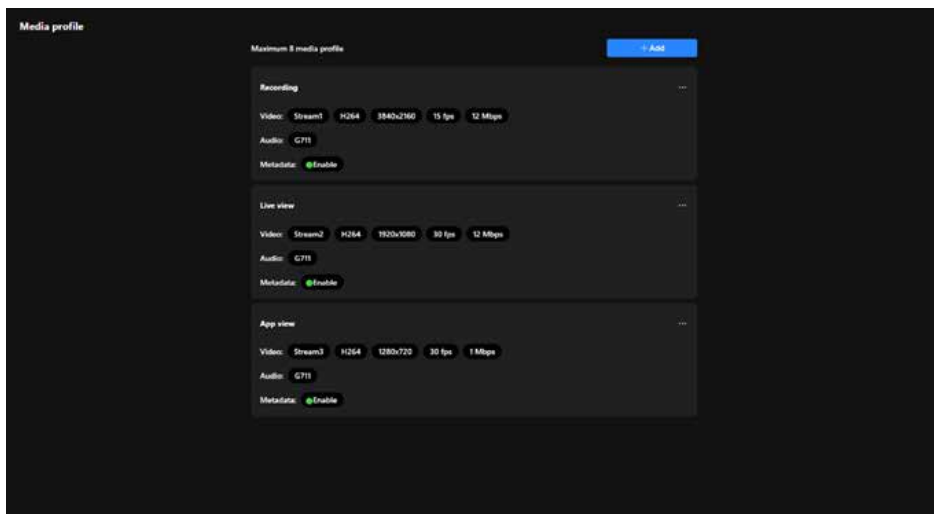 Media profile
Maximum 8 media profile
+ Add
Recording
...
Video: Stream1 H264 3840x2160 15 fps 12 Mbps
Audio: G711
Metadata: Enable
Live view
...
Video: Stream2 H264 1920x1080 30 fps 12 Mbps
Audio: G711
Metadata: Enable
App view
...
Video: Stream3 H264 1280x720 30 fps 1 Mbps
Audio: G711
Metadata: Enable